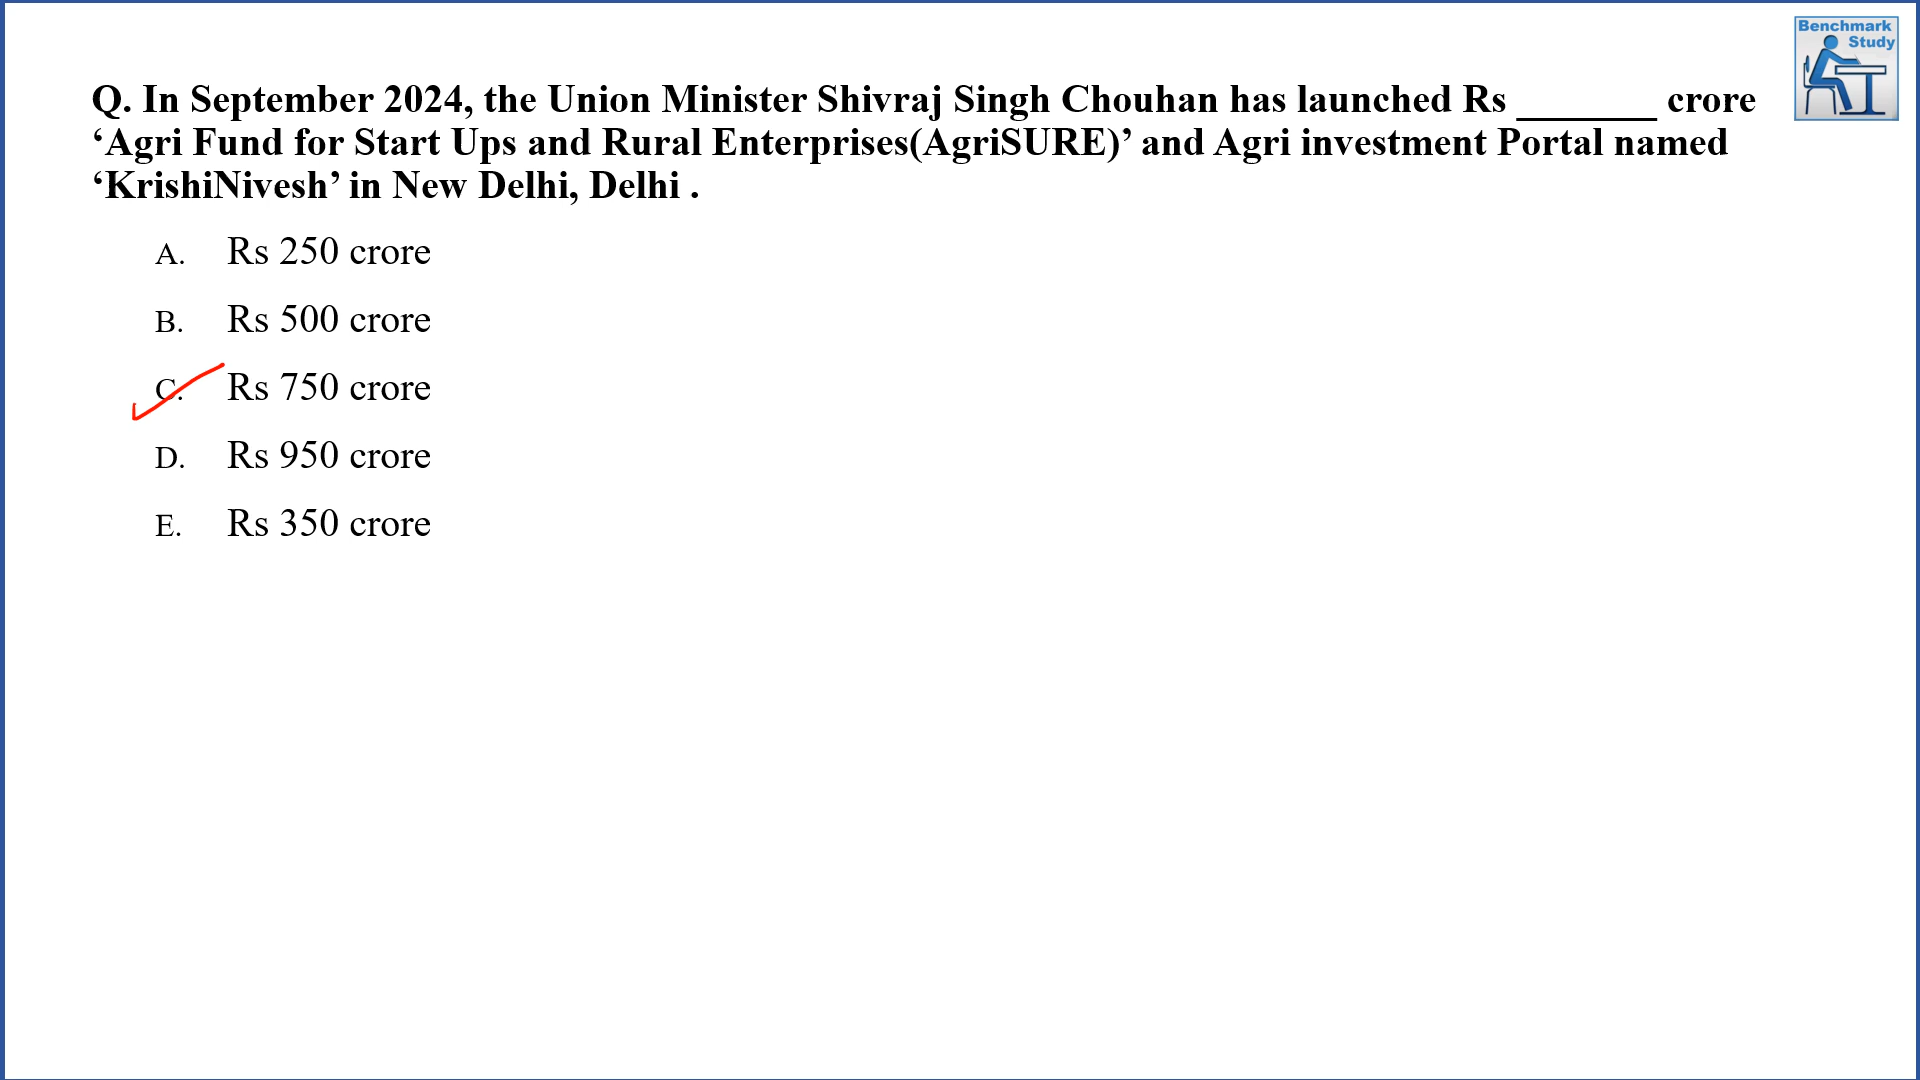 Benchmark
Study
Q. In September 2024, the Union Minister Shivraj Singh Chouhan has launched Rs _______ crore
‘Agri Fund for Start Ups and Rural Enterprises(AgriSURE)’ and Agri investment Portal named
‘KrishiNivesh’ in New Delhi, Delhi .
A. Rs 250 crore
B. Rs 500 crore
C. Rs 750 crore
D. Rs 950 crore
E. Rs 350 crore